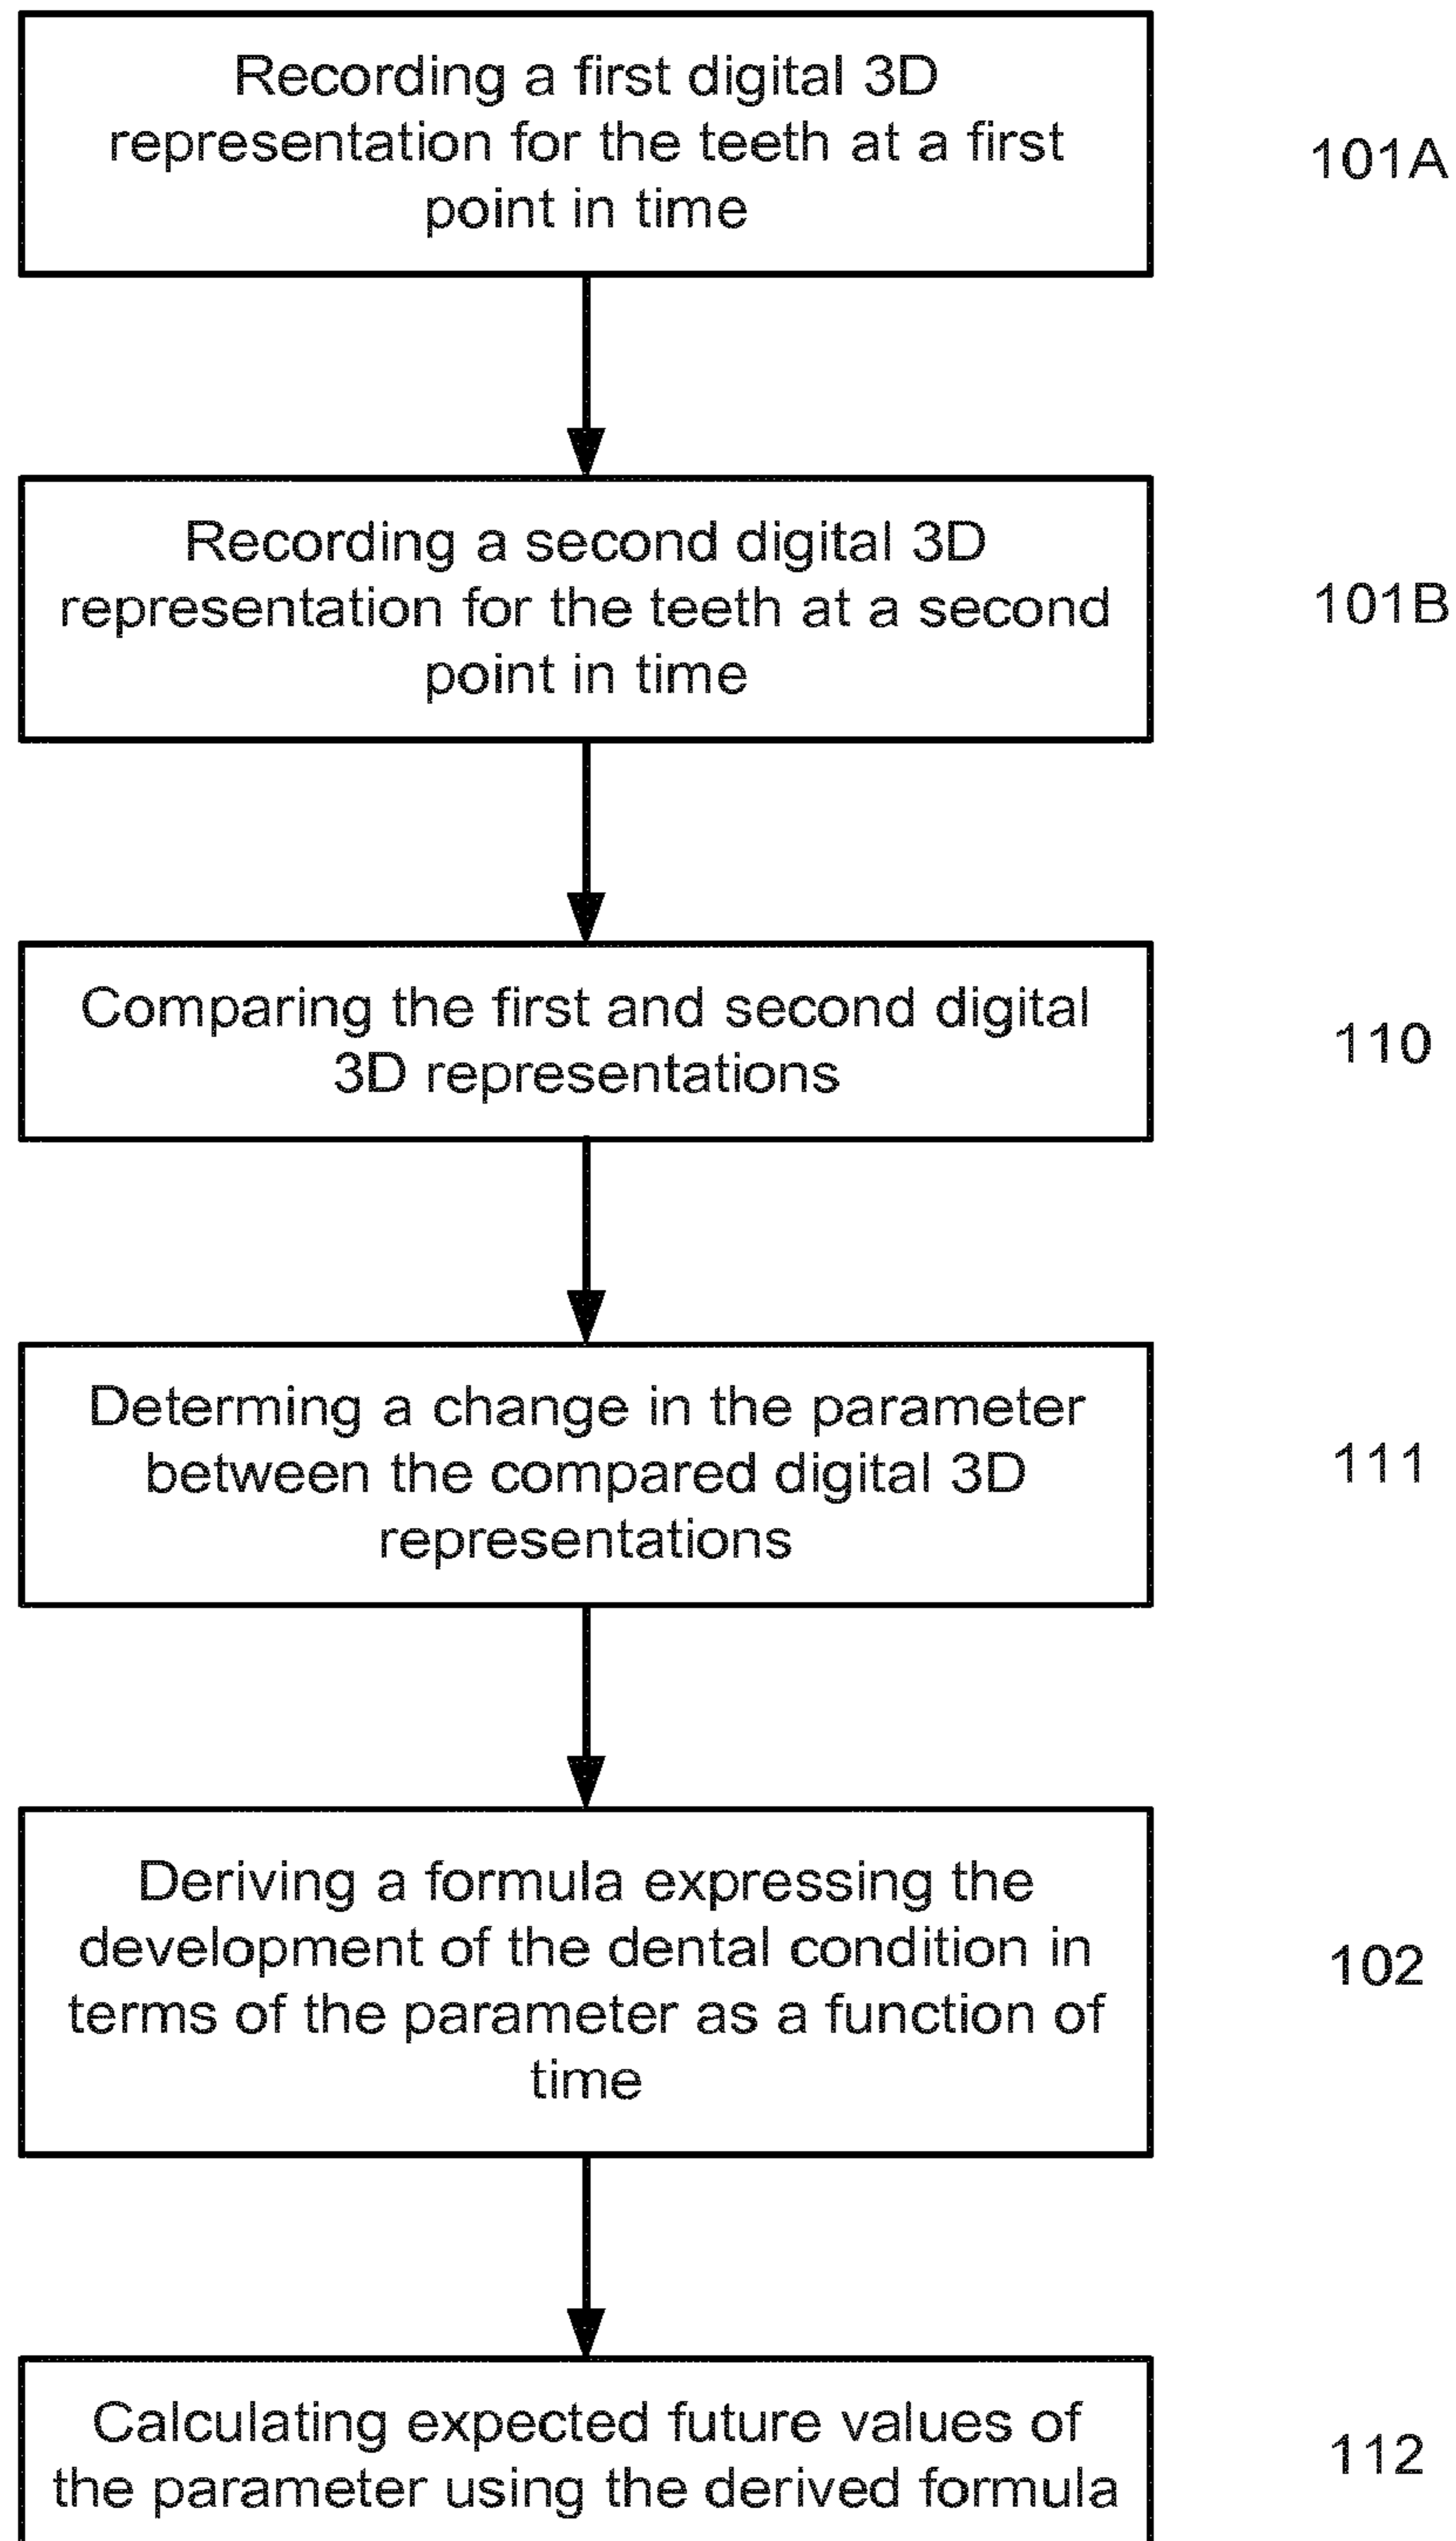 Recording a first digital 3D
representation for the teeth at a first
point in time
101A
Recording a second digital 3D
representation for the teeth at a second
point in time
101B
Comparing the first and second digital
3D representations
110
Determing a change in the parameter
between the compared digital 3D
representations
111
Deriving a formula expressing the
development of the dental condition in
terms of the parameter as a function of
time
102
Calculating expected future values of
the parameter using the derived formula
112